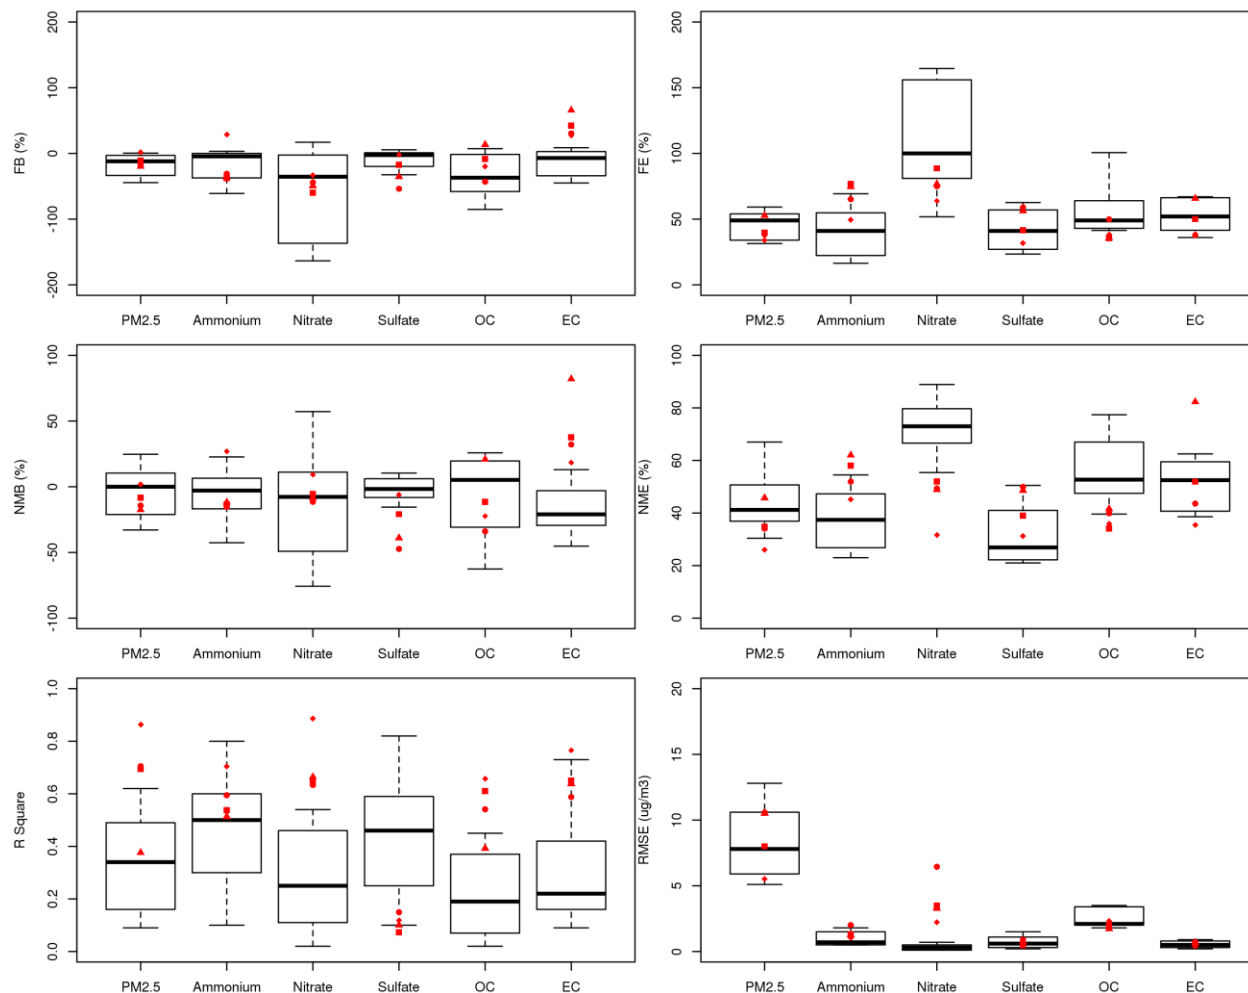 FB (%)
200
100
0
-100
-200
PM2.5 Ammonium Nitrate Sulfate OC EC
FE (%)
200
150
100
50
0
PM2.5 Ammonium Nitrate Sulfate OC EC
NMB (%)
100
50
0
-50
-100
PM2.5 Ammonium Nitrate Sulfate OC EC
NME (%)
100
80
60
40
20
0
PM2.5 Ammonium Nitrate Sulfate OC EC
R Square
1.0
0.8
0.6
0.4
0.2
0.0
PM2.5 Ammonium Nitrate Sulfate OC EC
RMSE (ug/m3)
20
15
10
5
0
PM2.5 Ammonium Nitrate Sulfate OC EC